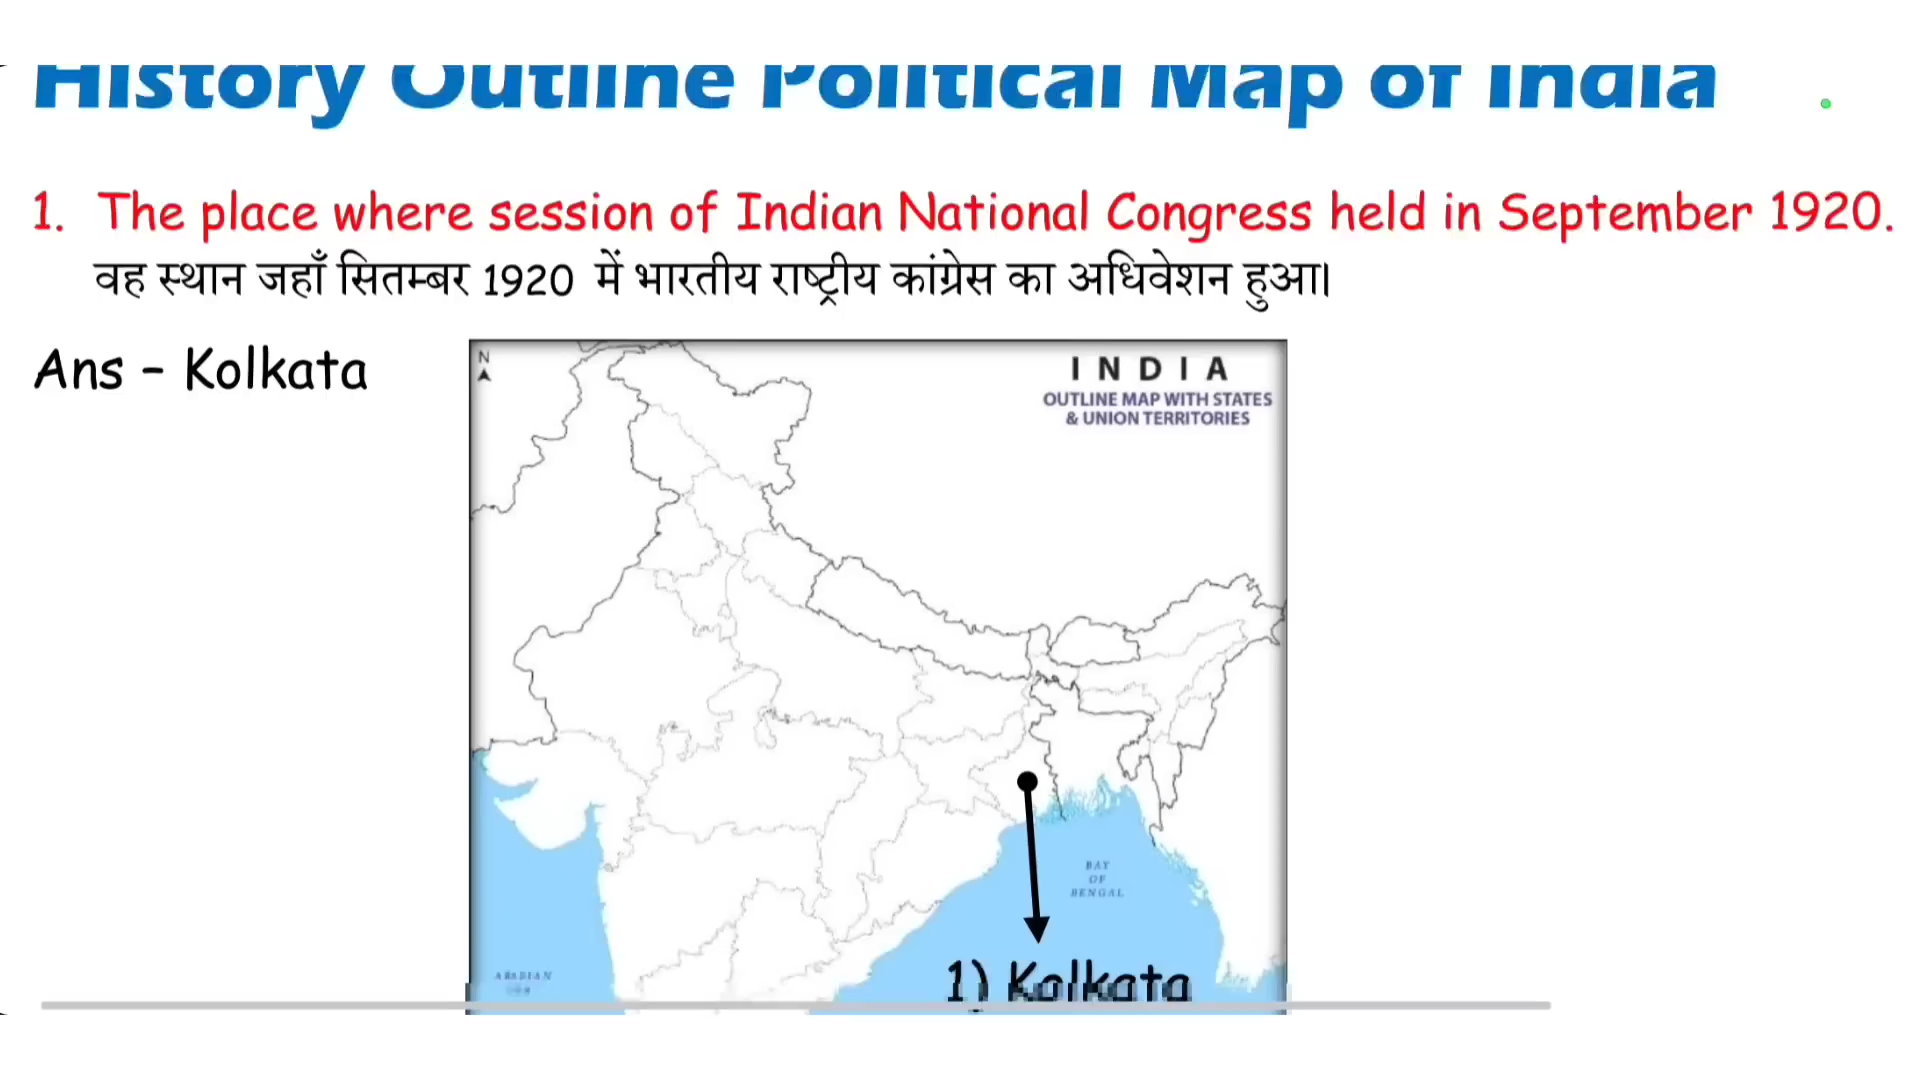 History Outline Political Map of India
1. The place where session of Indian National Congress held in September 1920.
वह स्थान जहाँ सितम्बर 1920 में भारतीय राष्ट्रीय कांग्रेस का अधिवेशन हुआ।
Ans – Kolkata
N
INDIA
OUTLINE MAP WITH STATES
& UNION TERRITORIES
BAY
OF
BENGAL
ARABIAN
1) Kolkata